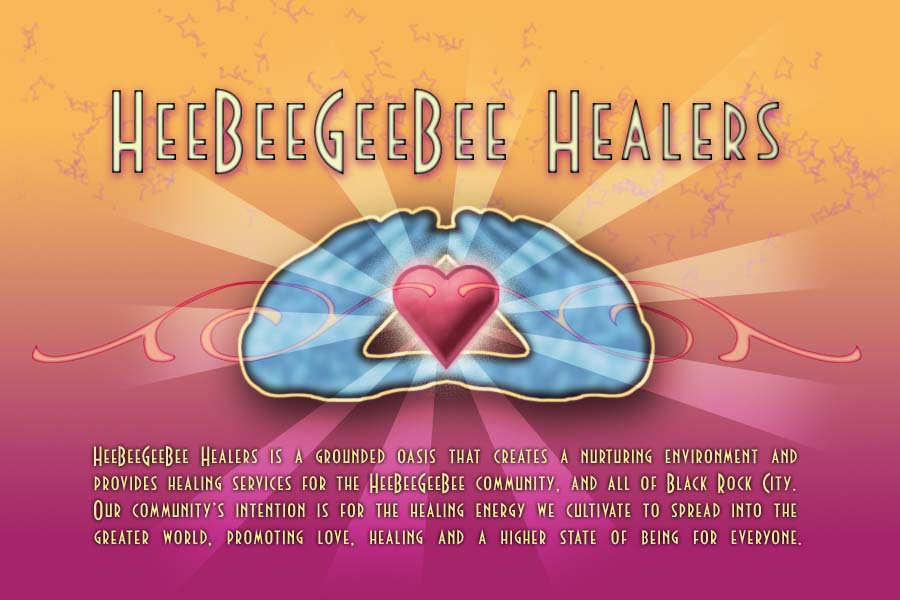 HeeBeeGeeBee Healers
HeeBeeGeeBee Healers is a grounded oasis that creates a nurturing environment and
provides healing services for the HeeBeeGeeBee community, and all of Black Rock City.
Our community's intention is for the healing energy we cultivate to spread into the
greater world, promoting love, healing and a higher state of being for everyone.